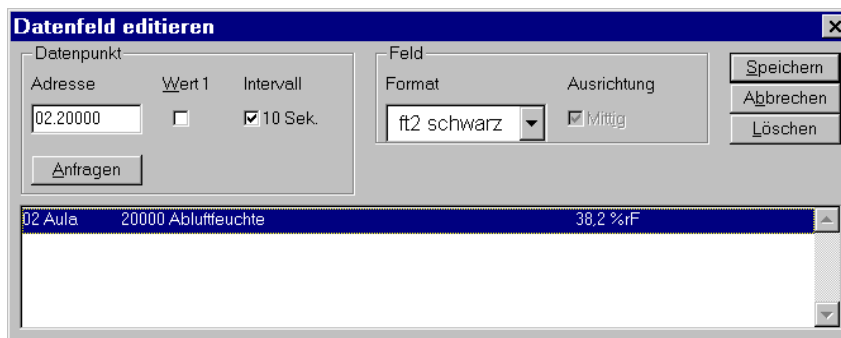 Datenfeld editieren
Datenpunkt
Adresse Wert 1 Intervall
02.20000 10 Sek.
Anfragen
Feld
Format Ausrichtung
ft2 schwarz Mittig
Speichern
Abbrechen
Löschen
02 Aula 20000 Abluftfeuchte 38,2 %rF